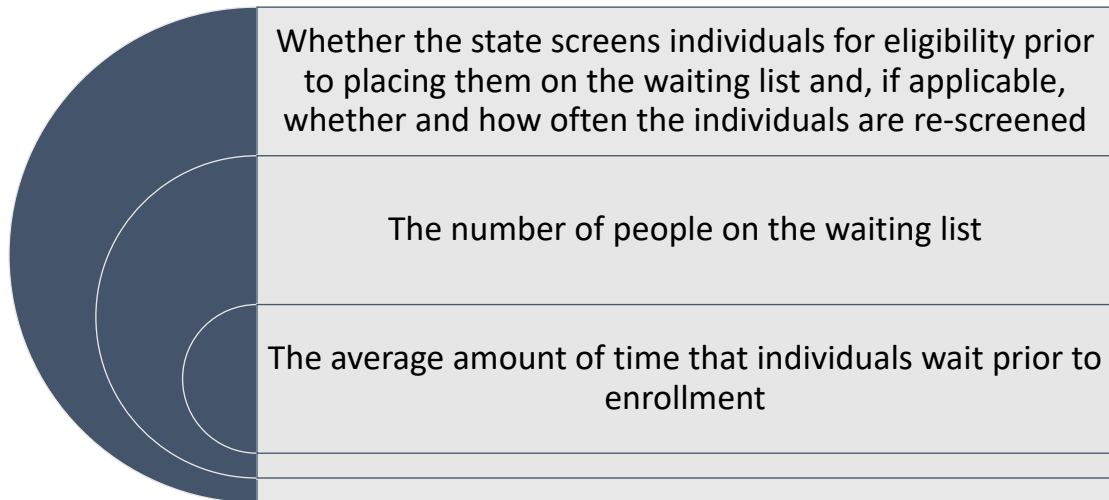 Whether the state screens individuals for eligibility prior
to placing them on the waiting list and, if applicable,
whether and how often the individuals are re-screened
The number of people on the waiting list
The average amount of time that individuals wait prior to
enrollment